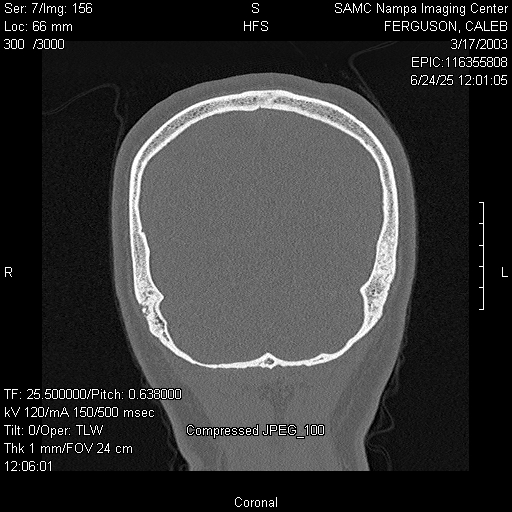 Ser: 7/Img: 156
Loc: 66 mm
300 /3000
S
HFS
SAMC Nampa Imaging Center
FERGUSON, CALEB
3/17/2003
EPIC:116355808
6/24/25 12:01:05
R
L
TF: 25.500000/Pitch: 0.638000
kV 120/mA 150/500 msec
Tilt: 0/Oper: TLW
Thk 1 mm/FOV 24 cm
12:06:01
Compressed JPEG_100
Coronal